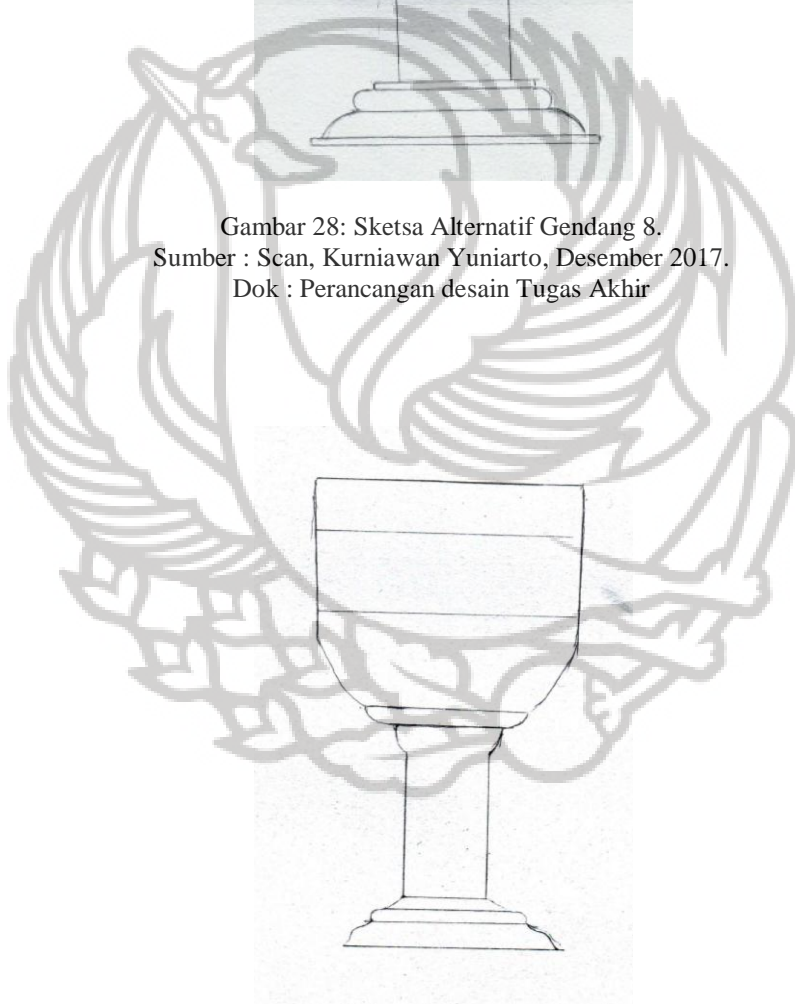 Gambar 28: Sketsa Alternatif Gendang 8.
Sumber : Scan, Kurniawan Yuniarto, Desember 2017.
Dok : Perancangan desain Tugas Akhir